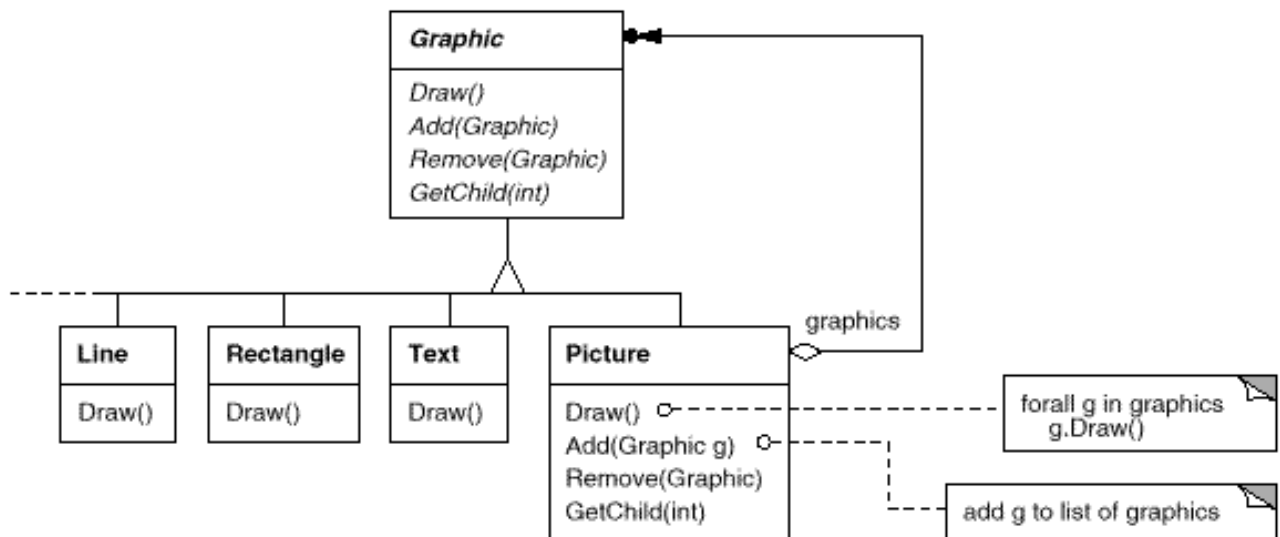 Graphic
Draw()
Add(Graphic)
Remove(Graphic)
GetChild(int)
graphics
Line
Draw()
Rectangle
Draw()
Text
Draw()
Picture
Draw()
Add(Graphic g)
Remove(Graphic)
GetChild(int)
forall g in graphics
g.Draw()
add g to list of graphics